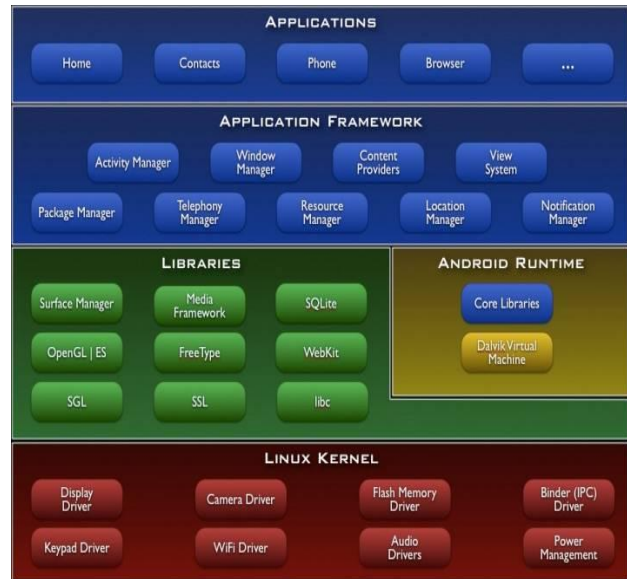 APPLICATIONS
Home
Contacts
Phone
Browser
...
APPLICATION FRAMEWORK
Activity Manager
Window
Manager
Content
Providers
View
System
Package Manager
Telephony
Manager
Resource
Manager
Location
Manager
Notification
Manager
LIBRARIES
Surface Manager
Media
Framework
SQLite
OpenGL | ES
FreeType
WebKit
SGL
SSL
libc
ANDROID RUNTIME
Core Libraries
Dalvik Virtual
Machine
LINUX KERNEL
Display
Driver
Camera Driver
Flash Memory
Driver
Binder (IPC)
Driver
Keypad Driver
WiFi Driver
Audio
Drivers
Power
Management